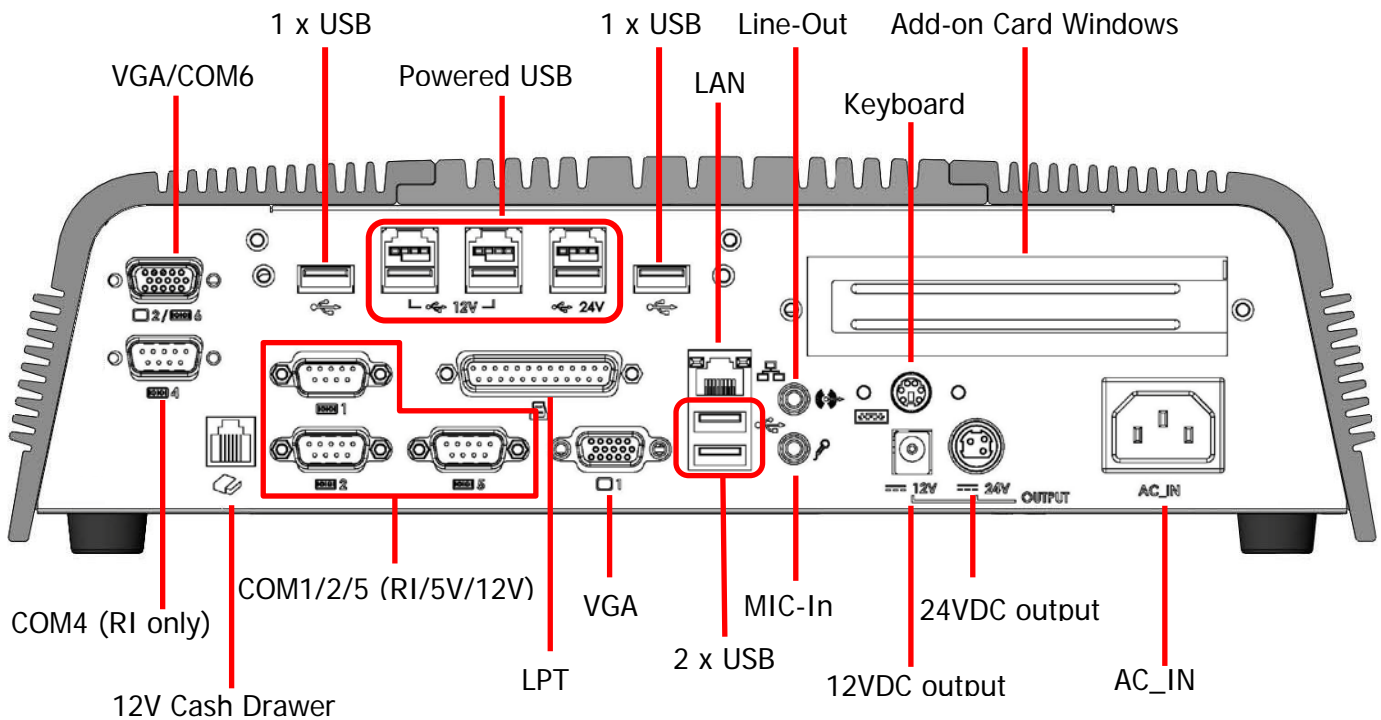 1 x USB
1 x USB
Line-Out
Add-on Card Windows
VGA/COM6
Powered USB
LAN
Keyboard
12V
24V
2/ 6
4
1
2
5
1
12V
24V
OUTPUT
AC_IN
COM4 (RI only)
COM1/2/5 (RI/5V/12V)
VGA
MIC-In
24VDC output
12V Cash Drawer
LPT
2 x USB
12VDC output
AC_IN